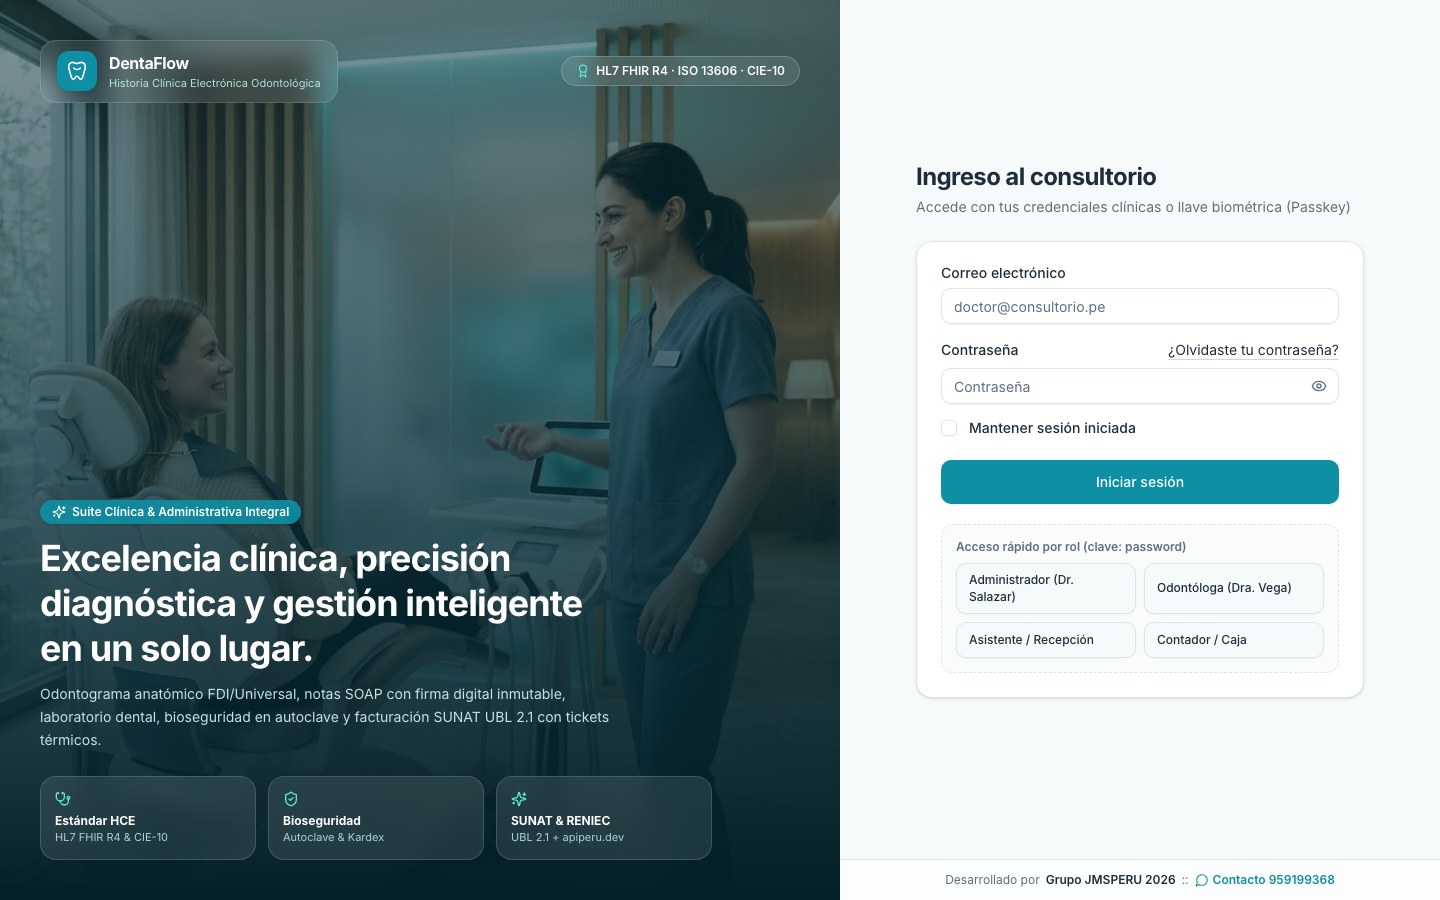 DentaFlow
Historia Clínica Electrónica Odontológica
HL7 FHIR R4 · ISO 13606 · CIE-10
Suite Clínica & Administrativa Integral
Excelencia clínica, precisión
diagnóstica y gestión inteligente
en un solo lugar.
Odontograma anatómico FDI/Universal, notas SOAP con firma digital inmutable,
laboratorio dental, bioseguridad en autoclave y facturación SUNAT UBL 2.1 con tickets
térmicos.
Estándar HCE
HL7 FHIR R4 & CIE-10
Bioseguridad
Autoclave & Kardex
SUNAT & RENIEC
UBL 2.1 + apiperu.dev
Ingreso al consultorio
Accede con tus credenciales clínicas o llave biométrica (Passkey)
Correo electrónico
doctor@consultorio.pe
Contraseña ¿Olvidaste tu contraseña?
Contraseña
Mantener sesión iniciada
Iniciar sesión
Acceso rápido por rol (clave: password)
Administrador (Dr.
Salazar)
Odontóloga (Dra. Vega)
Asistente / Recepción
Contador / Caja
Desarrollado por Grupo JMSPERU 2026 :: Contacto 959199368